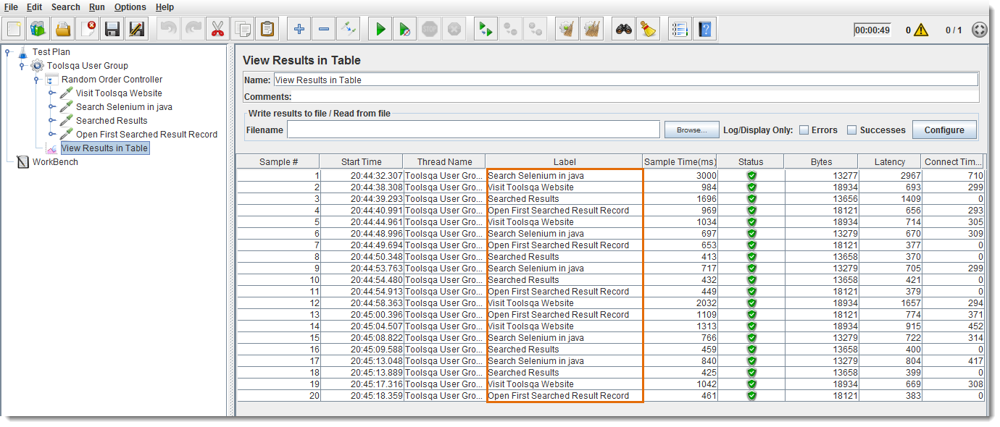 File Edit Search Run Options Help
00:00:49 0 0 / 1
Test Plan
Toolsqa User Group
Random Order Controller
Visit Toolsqa Website
Search Selenium in java
Searched Results
Open First Searched Result Record
View Results in Table
WorkBench
View Results in Table
Name: View Results in Table
Comments:
Write results to file / Read from file
Filename Browse... Log/Display Only: Errors Successes Configure
Sample # Start Time Thread Name Label Sample Time(ms) Status Bytes Latency Connect Tim...
1 20:44:32.307 Toolsqa User Gro... Search Selenium in java 3000 13277 2967 710
2 20:44:38.308 Toolsqa User Gro... Visit Toolsqa Website 984 18934 693 299
3 20:44:39.293 Toolsqa User Gro... Searched Results 1696 13656 1409 0
4 20:44:40.991 Toolsqa User Gro... Open First Searched Result Record 969 18121 656 293
5 20:44:44.961 Toolsqa User Gro... Visit Toolsqa Website 1034 18934 714 305
6 20:44:48.996 Toolsqa User Gro... Search Selenium in java 697 13279 670 309
7 20:44:49.694 Toolsqa User Gro... Open First Searched Result Record 653 18121 377 0
8 20:44:50.348 Toolsqa User Gro... Searched Results 413 13658 370 0
9 20:44:53.763 Toolsqa User Gro... Search Selenium in java 717 13279 705 299
10 20:44:54.480 Toolsqa User Gro... Searched Results 432 13658 421 0
11 20:44:54.913 Toolsqa User Gro... Open First Searched Result Record 449 18121 379 0
12 20:44:58.363 Toolsqa User Gro... Visit Toolsqa Website 2032 18934 1657 294
13 20:45:00.396 Toolsqa User Gro... Open First Searched Result Record 1109 18121 774 371
14 20:45:04.507 Toolsqa User Gro... Visit Toolsqa Website 1313 18934 915 452
15 20:45:08.822 Toolsqa User Gro... Search Selenium in java 766 13279 722 314
16 20:45:09.588 Toolsqa User Gro... Searched Results 459 13658 400 0
17 20:45:13.048 Toolsqa User Gro... Search Selenium in java 840 13279 804 417
18 20:45:13.889 Toolsqa User Gro... Searched Results 425 13658 399 0
19 20:45:17.316 Toolsqa User Gro... Visit Toolsqa Website 1042 18934 669 308
20 20:45:18.359 Toolsqa User Gro... Open First Searched Result Record 461 18121 383 0